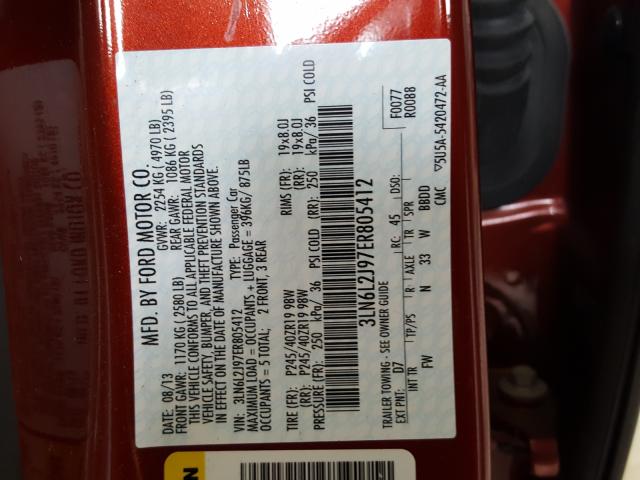 MFD. BY FORD MOTOR CO.
DATE: 08/13 GVWR: 2254 KG ( 4970 LB)
FRONT GAWR: 1170 KG (2580 LB) REAR GAWR: 1086 KG ( 2395 LB)
THIS VEHICLE CONFORMS TO ALL APPLICABLE FEDERAL MOTOR
VEHICLE SAFETY, BUMPER, AND THEFT PREVENTION STANDARDS
IN EFFECT ON THE DATE OF MANUFACTURE SHOWN ABOVE
VIN: 3LN6L2J97ER805412 TYPE: Passenger Car
MAXIMUM LOAD = OCCUPANTS + LUGGAGE = 396KG/ 875LB
OCCUPANTS = 5 TOTAL; 2 FRONT, 3 REAR
TIRE (FR): P245/40ZR19 98W RIMS (FR): 19x8.0J
(RR): P245/40ZR19 98W (RR): 19x8.0J
PRESSURE (FR): 250 kPa/ 36 PSI COLD (RR) 250 kPa/ 36 PSI COLD
3LN6L2J97ER805412
TRAILER TOWING - SEE OWNER GUIDE
F0077
R0088
EXT PNT: D7 RC: 45 DSO:
INT TR TP/PS R AXLE TR SPR
FW N 33 W BBDD
CMC 5U5A-5420472-AA